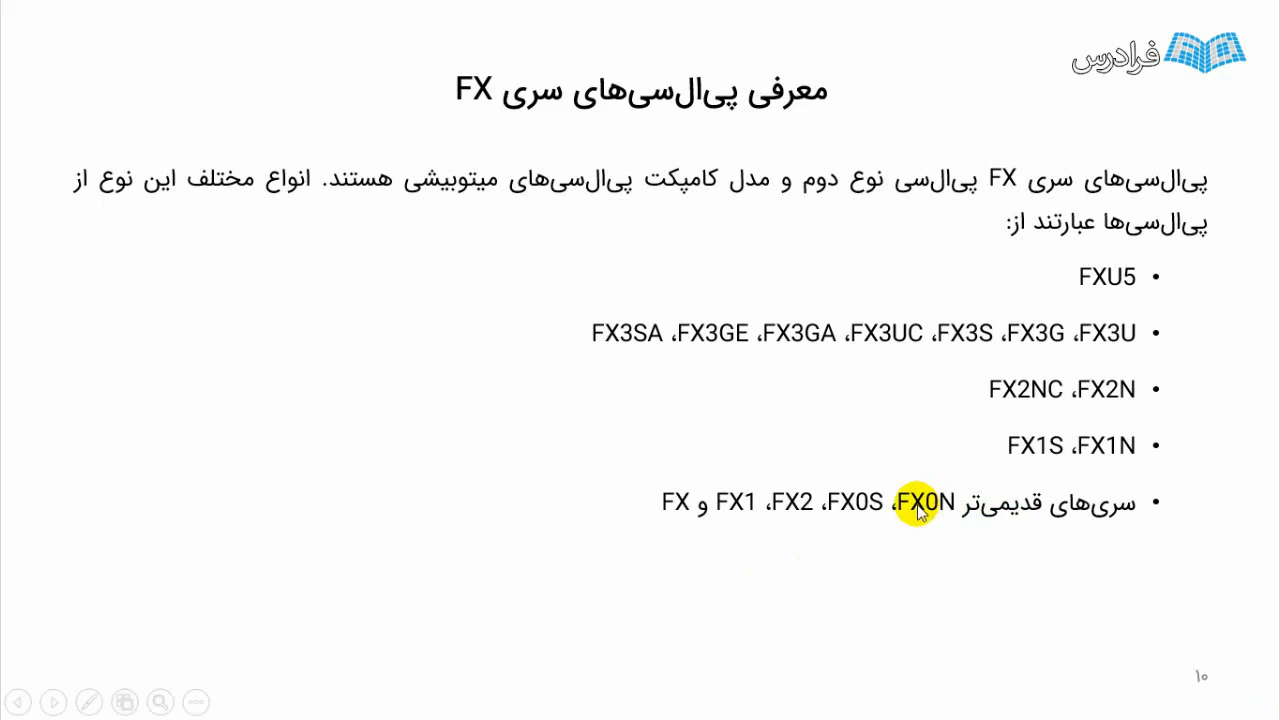 فرادرس
معرفی پی‌ال‌سی‌های سری FX
پی‌ال‌سی‌های سری FX پی‌ال‌سی نوع دوم و مدل کامپکت پی‌ال‌سی‌های میتوبیشی هستند. انواع مختلف این نوع از
پی‌ال‌سی‌ها عبارتند از:
• FXU5
• FX3U، FX3G، FX3S، FX3UC، FX3GA، FX3GE، FX3SA
• FX2N، FX2NC
• FX1N، FX1S
• سری‌های قدیمی‌تر FX0N، FX0S، FX2، FX1 و FX
۱۰